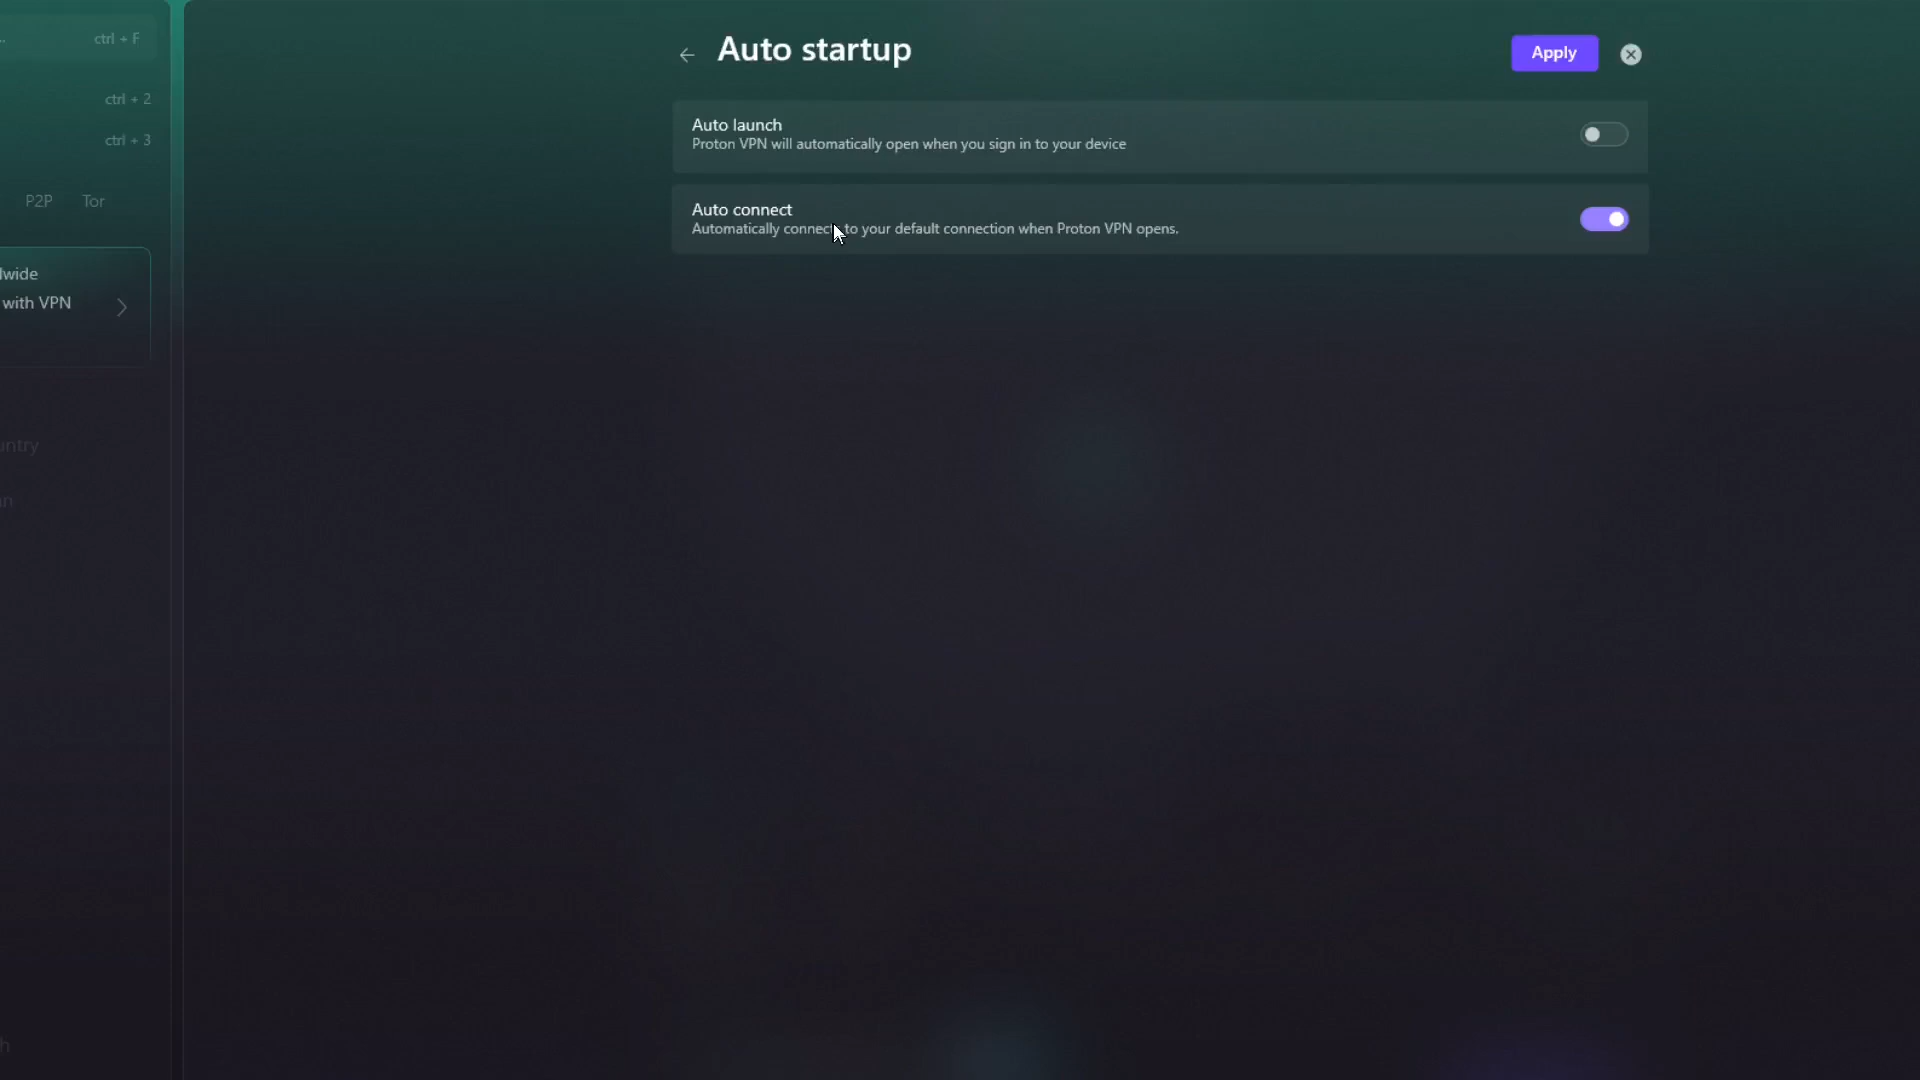 ctrl + F
ctrl + 2
ctrl + 3
P2P Tor
with VPN
Auto startup
Apply
Auto launch
Proton VPN will automatically open when you sign in to your device
Auto connect
Automatically connect to your default connection when Proton VPN opens.